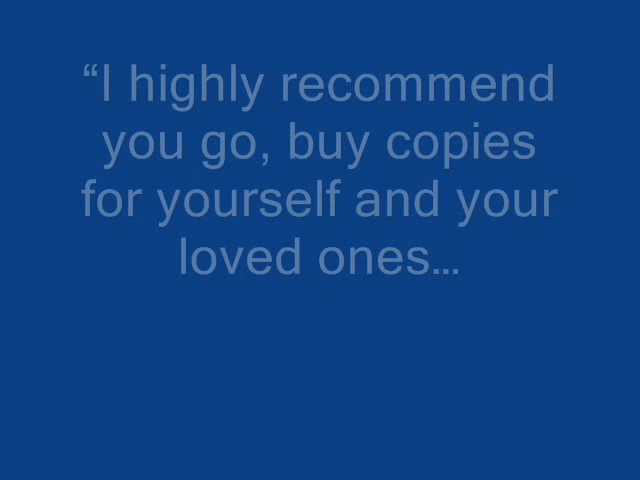 “I highly recommend
you go, buy copies
for yourself and your
loved ones…